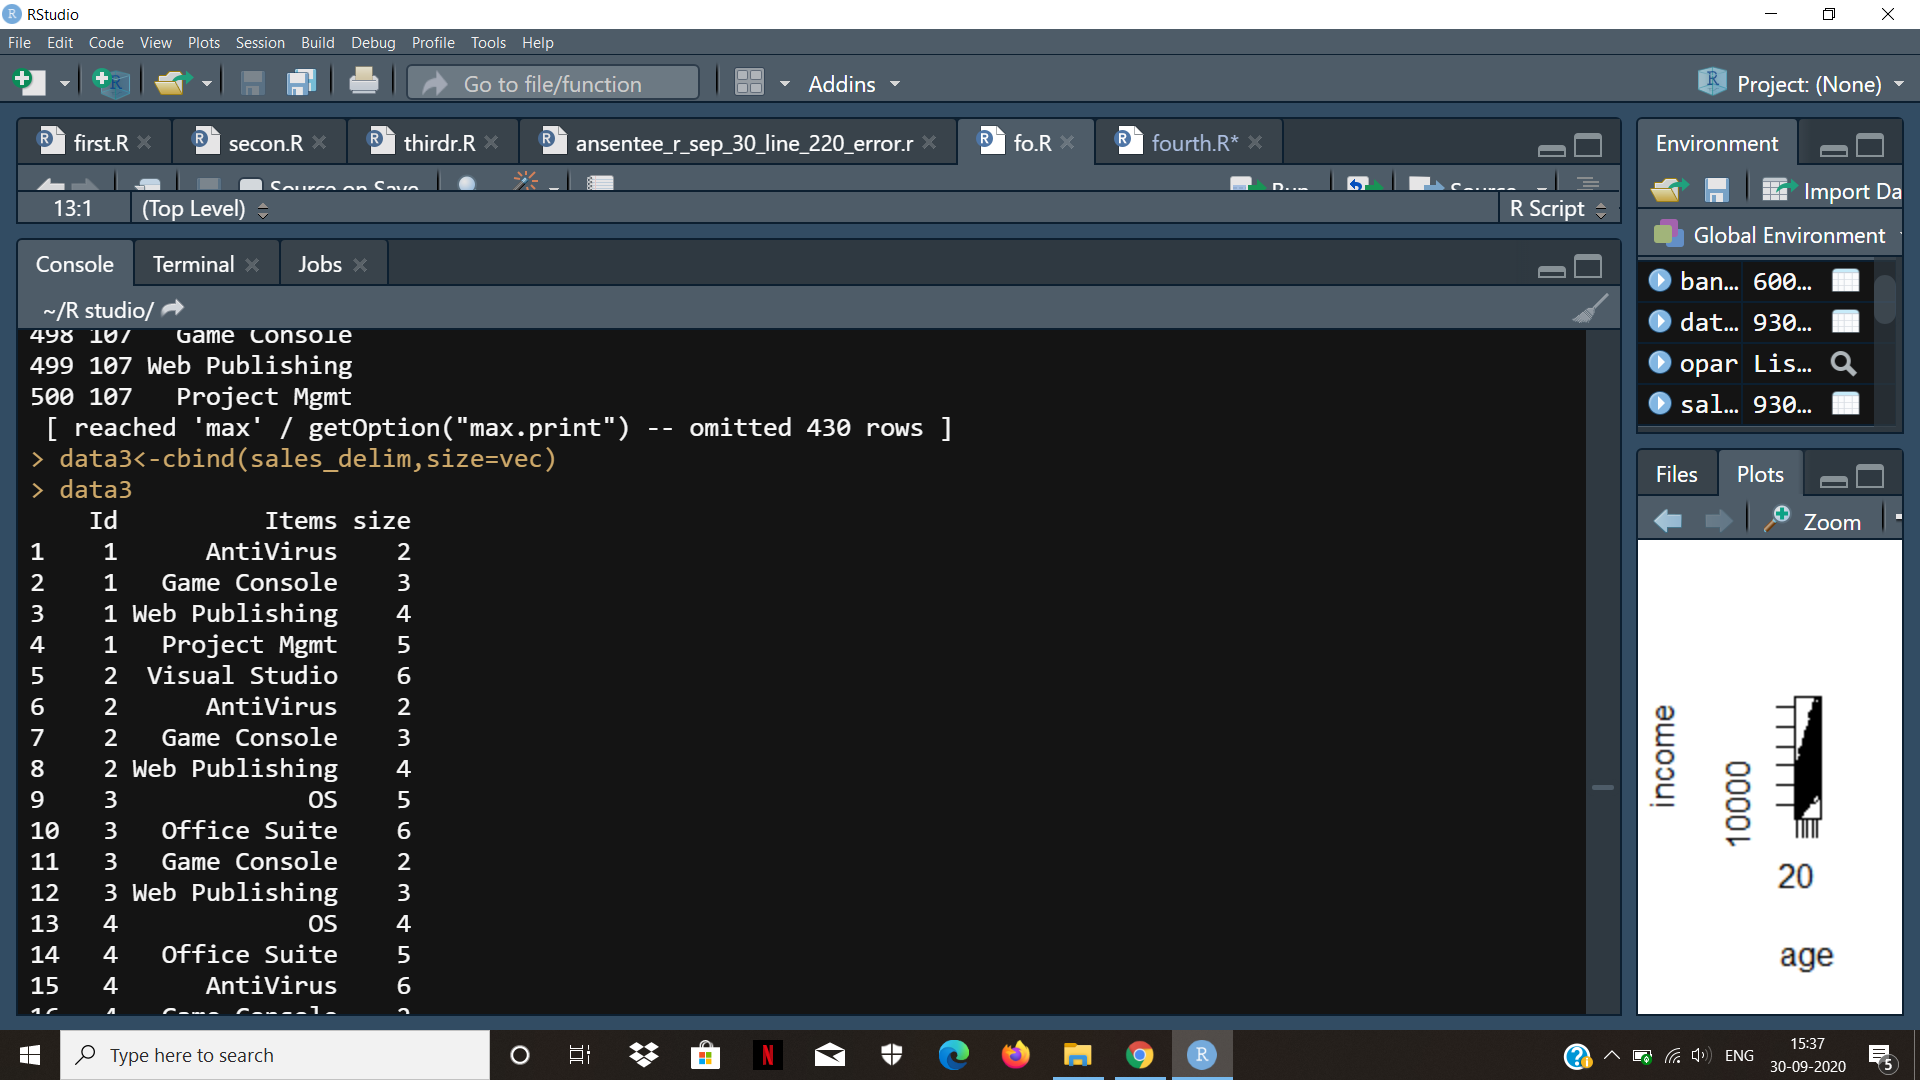 RStudio
File Edit Code View Plots Session Build Debug Profile Tools Help
Go to file/function
Addins
Project: (None)
first.R
secon.R
thirdr.R
ansentee_r_sep_30_line_220_error.r
fo.R
fourth.R*
Source on Save
Run
Source
13:1
(Top Level)
R Script
Console
Terminal
Jobs
~/R studio/
498 107   Game Console
499 107 Web Publishing
500 107   Project Mgmt
[ reached 'max' / getOption("max.print") -- omitted 430 rows ]
> data3<-cbind(sales_delim,size=vec)
> data3
    Id          Items size
1    1      AntiVirus    2
2    1   Game Console    3
3    1 Web Publishing    4
4    1   Project Mgmt    5
5    2  Visual Studio    6
6    2      AntiVirus    2
7    2   Game Console    3
8    2 Web Publishing    4
9    3             OS    5
10   3   Office Suite    6
11   3   Game Console    2
12   3 Web Publishing    3
13   4             OS    4
14   4   Office Suite    5
15   4      AntiVirus    6
Environment
Import Da
Global Environment
ban... 600...
dat... 930...
opar Lis...
sal... 930...
Files
Plots
Zoom
income
10000
20
age
Type here to search
ENG
15:37
30-09-2020
5